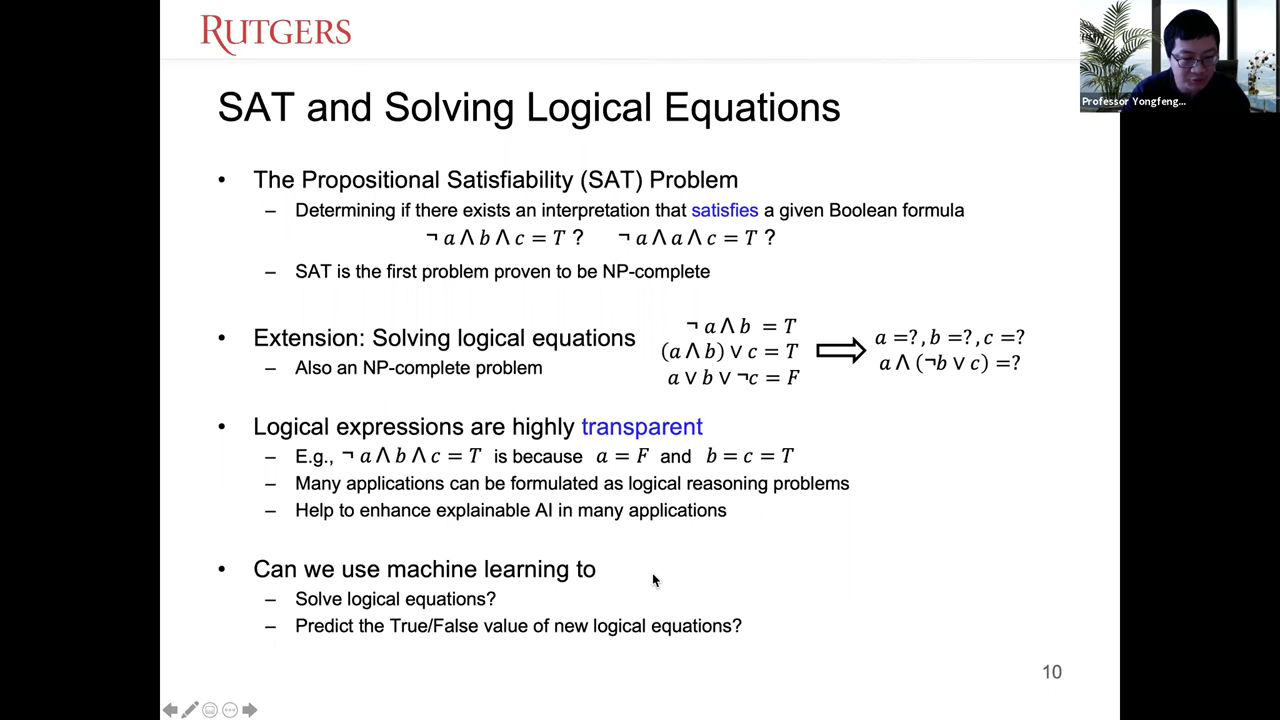 RUTGERS
Professor Yongfeng...
SAT and Solving Logical Equations
• The Propositional Satisfiability (SAT) Problem
– Determining if there exists an interpretation that satisfies a given Boolean formula
¬ a ∧ b ∧ c = T ? ¬ a ∧ a ∧ c = T ?
– SAT is the first problem proven to be NP-complete
• Extension: Solving logical equations
– Also an NP-complete problem
¬ a ∧ b = T
(a ∧ b) ∨ c = T
a ∨ b ∨ ¬c = F
a =?, b =?, c =?
a ∧ (¬b ∨ c) =?
• Logical expressions are highly transparent
– E.g., ¬ a ∧ b ∧ c = T is because a = F and b = c = T
– Many applications can be formulated as logical reasoning problems
– Help to enhance explainable AI in many applications
• Can we use machine learning to
– Solve logical equations?
– Predict the True/False value of new logical equations?
10